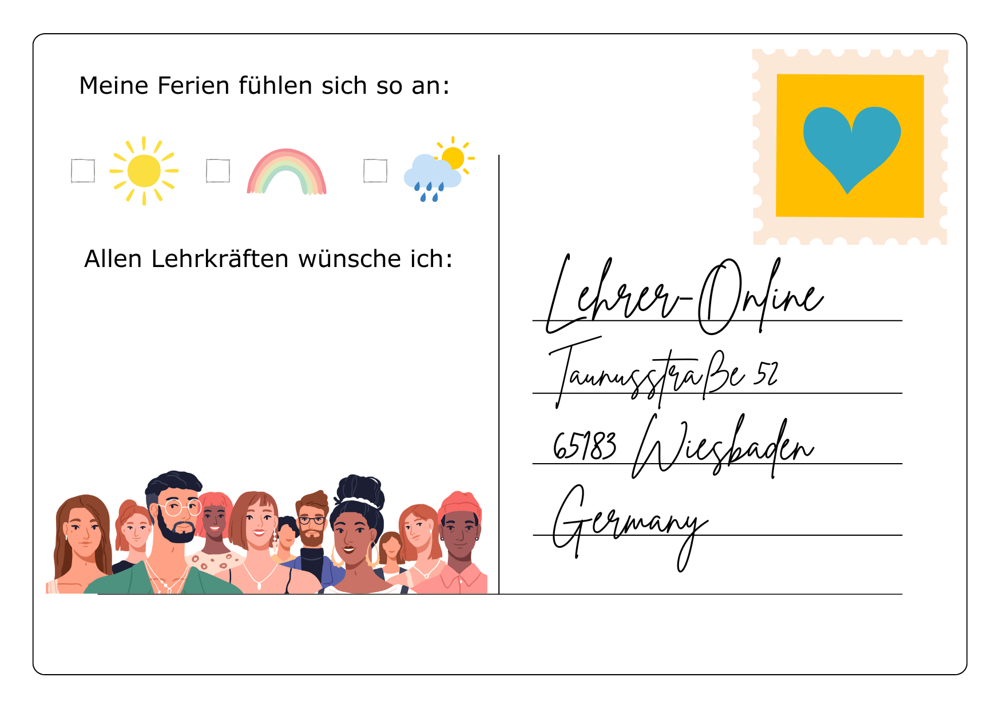 Meine Ferien fühlen sich so an:
Allen Lehrkräften wünsche ich:
Lehrer-Online
Taunusstraße 52
65183 Wiesbaden
Germany